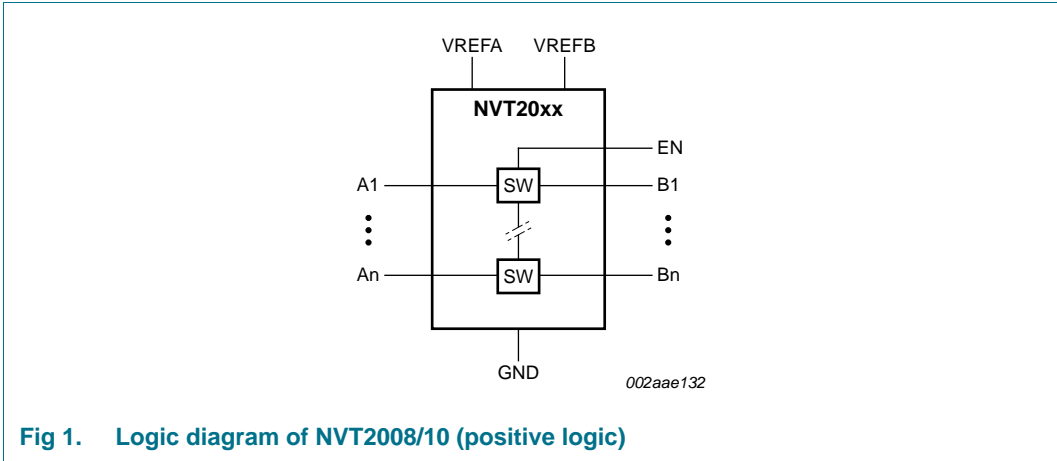 VREFA VREFB
NVT20xx
EN
A1 SW B1
An SW Bn
GND
002aae132
Fig 1. Logic diagram of NVT2008/10 (positive logic)